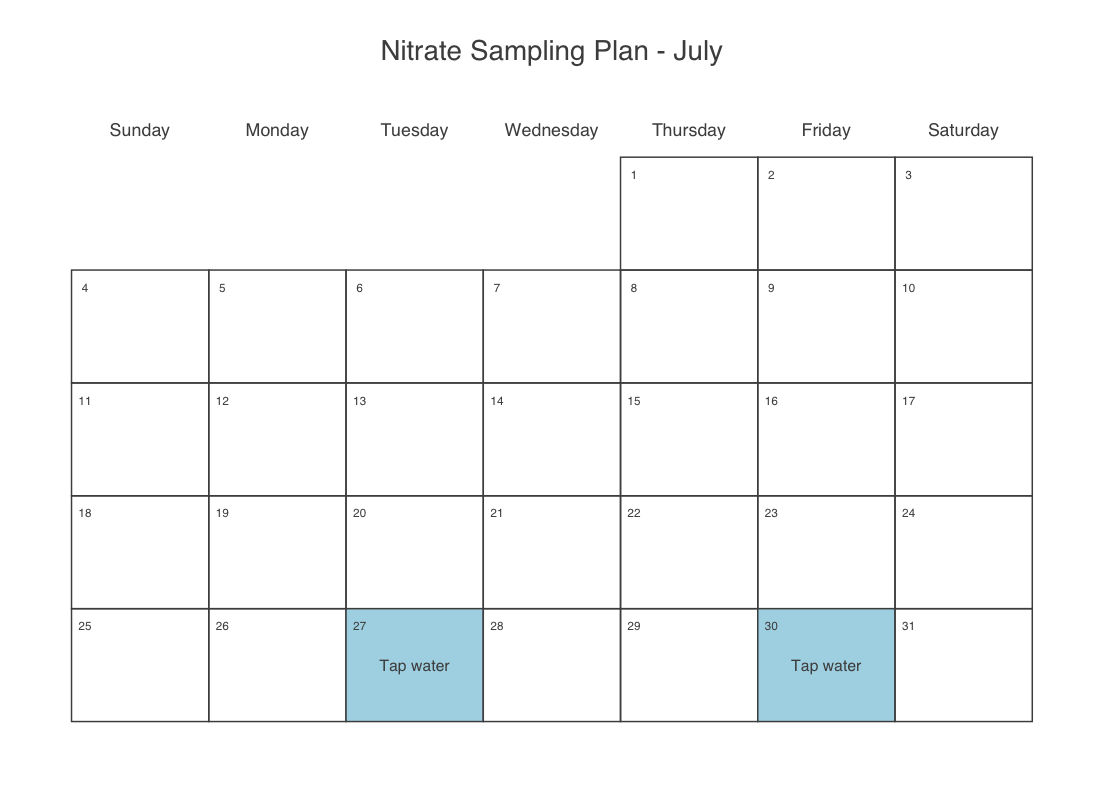 Nitrate Sampling Plan - July
Sunday Monday Tuesday Wednesday Thursday Friday Saturday
1 2 3
4 5 6 7 8 9 10
11 12 13 14 15 16 17
18 19 20 21 22 23 24
25 26 27 28 29 30 31
Tap water Tap water